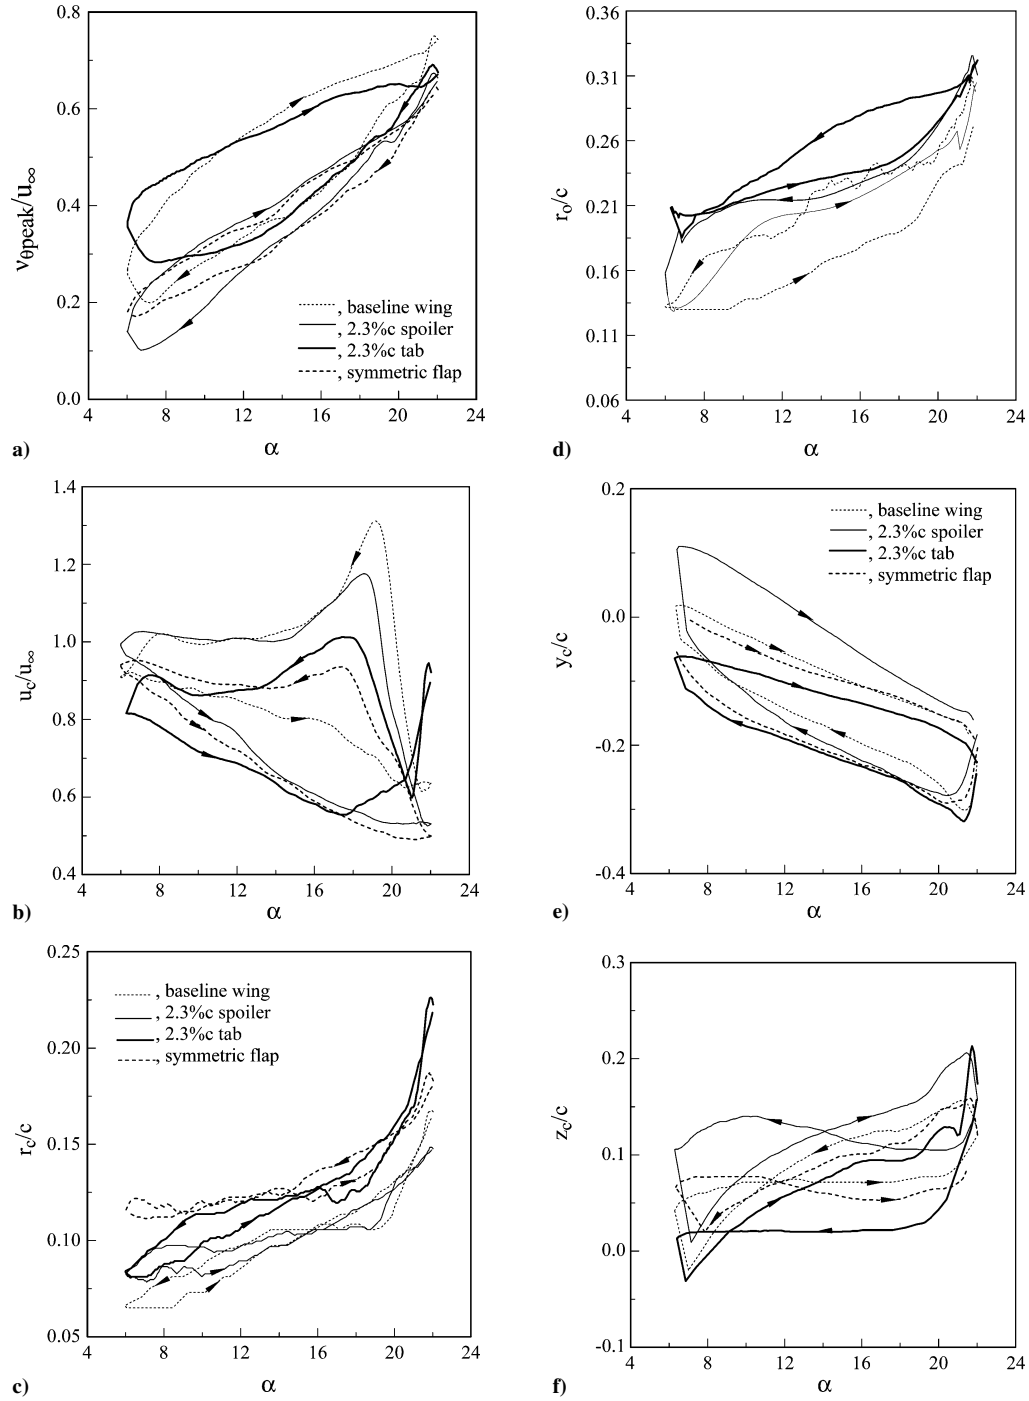 0.8
0.6
0.4
0.2
0.0
vθpeak/u∞
4 8 12 16 20 24
α
a)
, baseline wing
, 2.3%c spoiler
, 2.3%c tab
, symmetric flap
0.36
0.31
0.26
0.21
0.16
0.11
0.06
ro/c
4 8 12 16 20 24
α
d)
1.4
1.2
1.0
0.8
0.6
0.4
uc/u∞
4 8 12 16 20 24
α
b)
0.2
0.0
-0.2
-0.4
yc/c
, baseline wing
, 2.3%c spoiler
, 2.3%c tab
, symmetric flap
4 8 12 16 20 24
α
e)
0.25
0.20
0.15
0.10
0.05
rc/c
, baseline wing
, 2.3%c spoiler
, 2.3%c tab
, symmetric flap
4 8 12 16 20 24
α
c)
0.3
0.2
0.1
0.0
-0.1
zc/c
4 8 12 16 20 24
α
f)